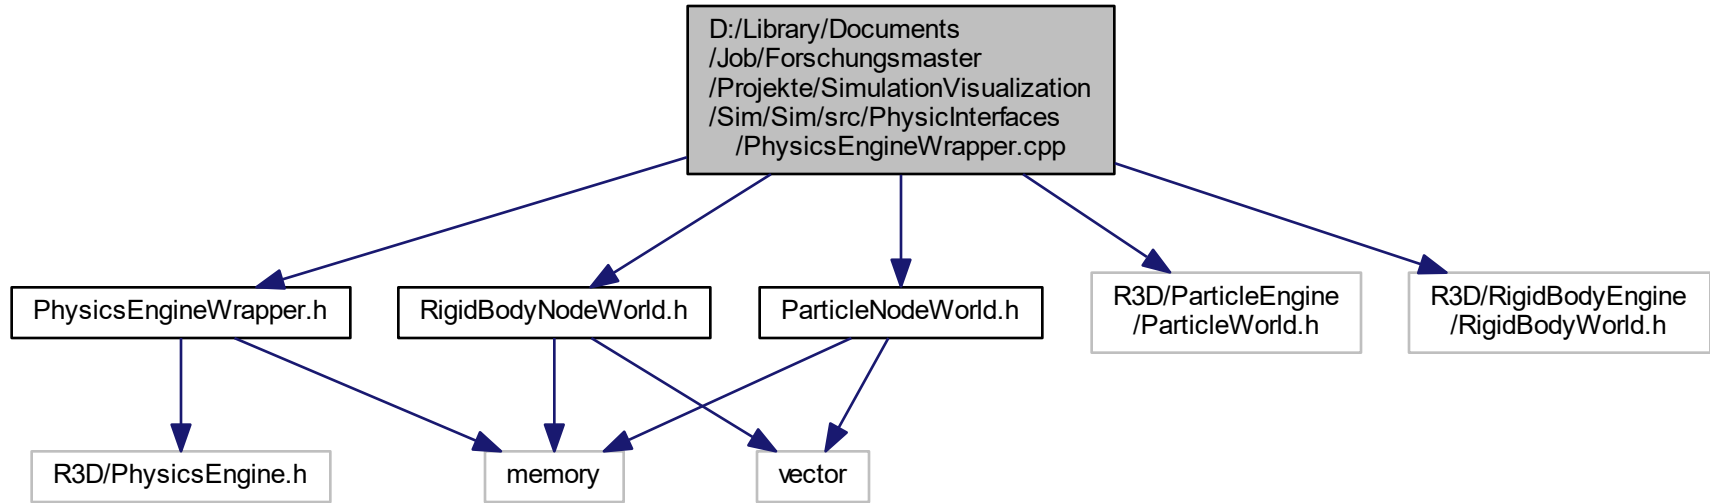 D:/Library/Documents
/Job/Forschungsmaster
/Projekte/SimulationVisualization
/Sim/Sim/src/PhysicInterfaces
/PhysicsEngineWrapper.cpp
PhysicsEngineWrapper.h
RigidBodyNodeWorld.h
ParticleNodeWorld.h
R3D/ParticleEngine
/ParticleWorld.h
R3D/RigidBodyEngine
/RigidBodyWorld.h
R3D/PhysicsEngine.h
memory
vector